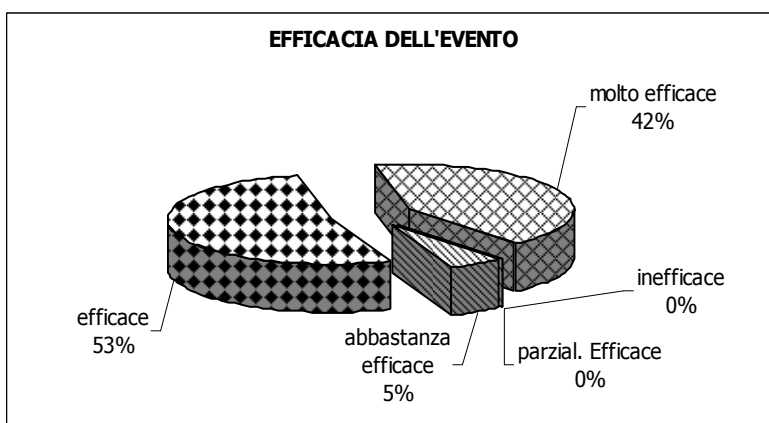 EFFICACIA DELL'EVENTO
molto efficace
42%
inefficace
0%
parzial. Efficace
0%
abbastanza
efficace
5%
efficace
53%